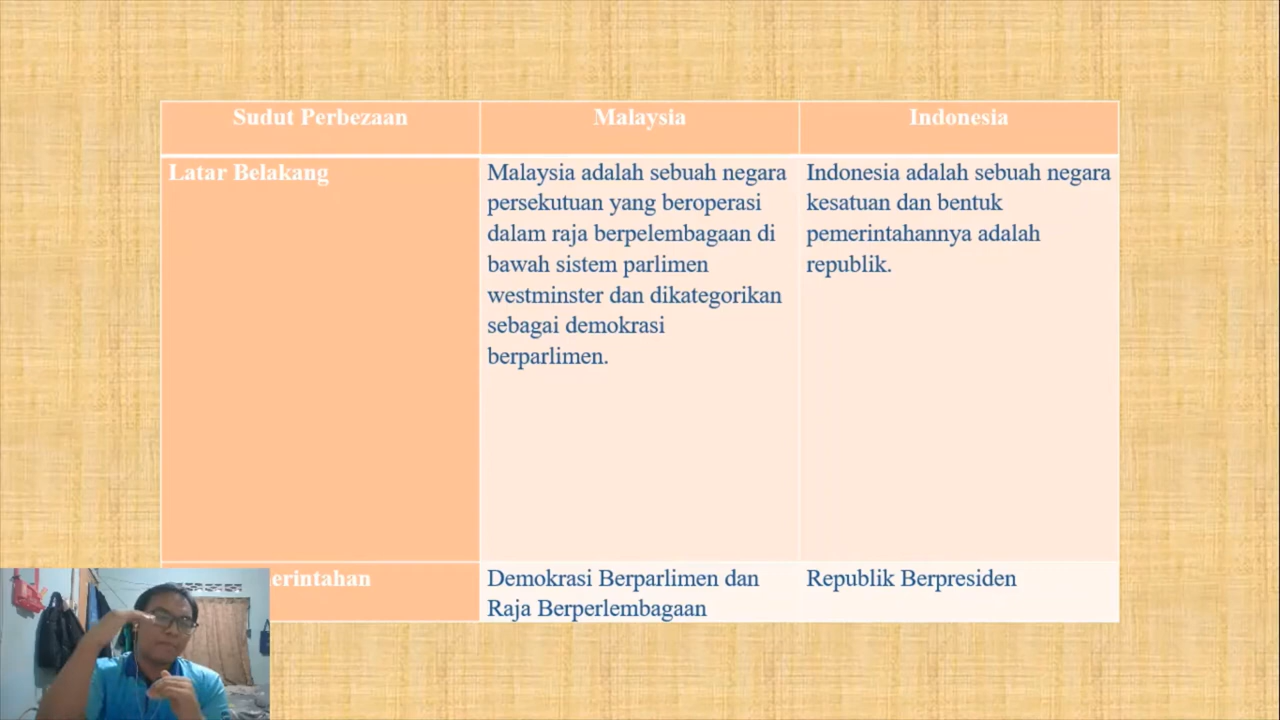 Sudut Perbezaan
Malaysia
Indonesia
Latar Belakang
Malaysia adalah sebuah negara
persekutuan yang beroperasi
dalam raja berpelembagaan di
bawah sistem parlimen
westminster dan dikategorikan
sebagai demokrasi
berparlimen.
Indonesia adalah sebuah negara
kesatuan dan bentuk
pemerintahannya adalah
republik.
Demokrasi Berparlimen dan
Raja Berperlembagaan
Republik Berpresiden